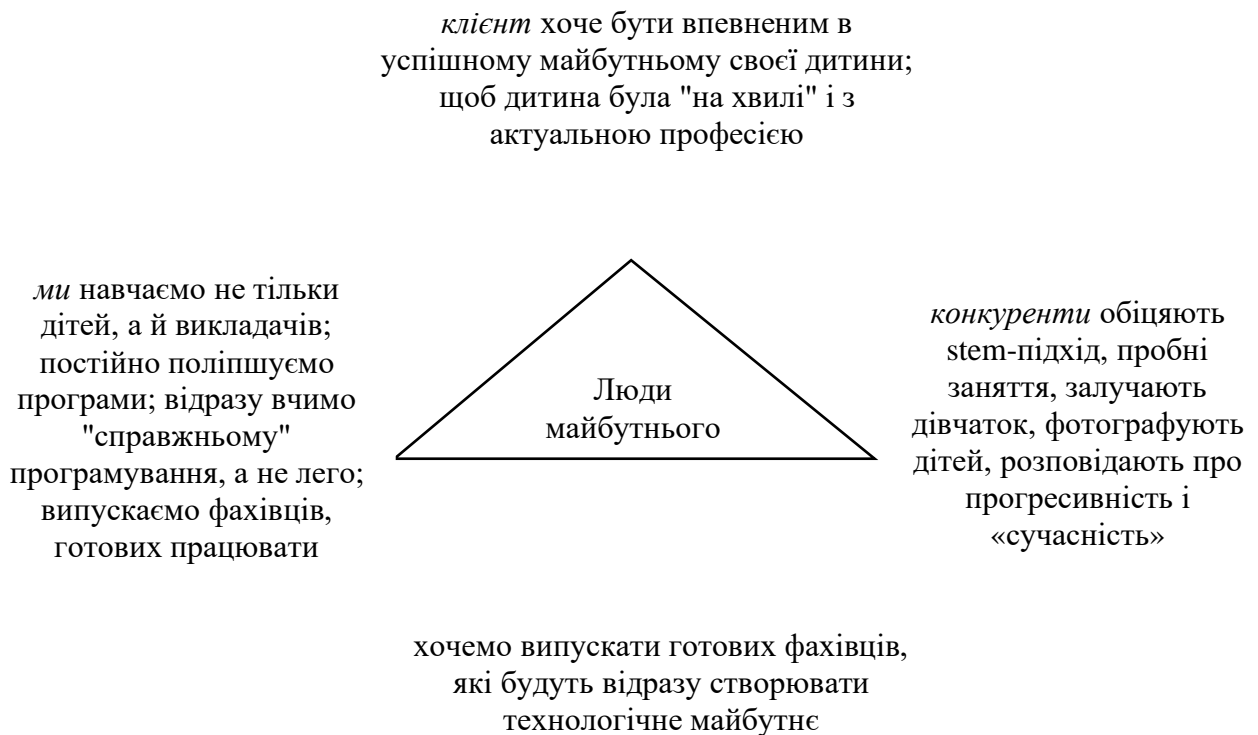 клієнт хоче бути впевненим в
успішному майбутньому своєї дитини;
щоб дитина була "на хвилі" і з
актуальною професією
ми навчаємо не тільки
дітей, а й викладачів;
постійно поліпшуємо
програми; відразу вчимо
"справжньому"
програмування, а не лего;
випускаємо фахівців,
готових працювати
Люди
майбутнього
конкуренти обіцяють
stem-підхід, пробні
заняття, залучають
дівчаток, фотографують
дітей, розповідають про
прогресивність і
«сучасність»
хочемо випускати готових фахівців,
які будуть відразу створювати
технологічне майбутнє